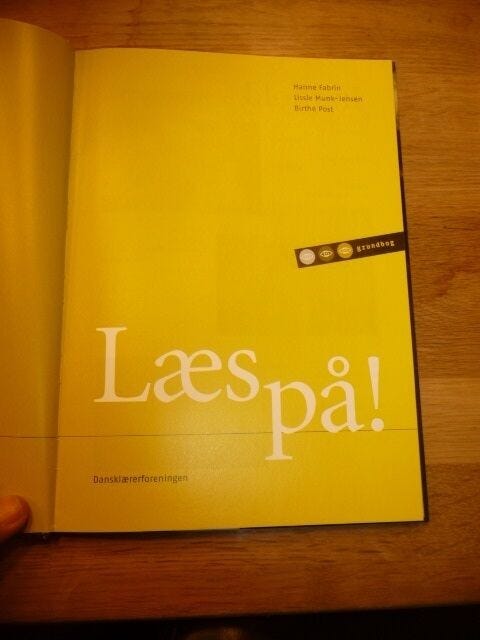 Hanne Fabrin
Lissie Munk-Jensen
Birthe Post
grundbog
Læs
på!
Dansklærerforeningen